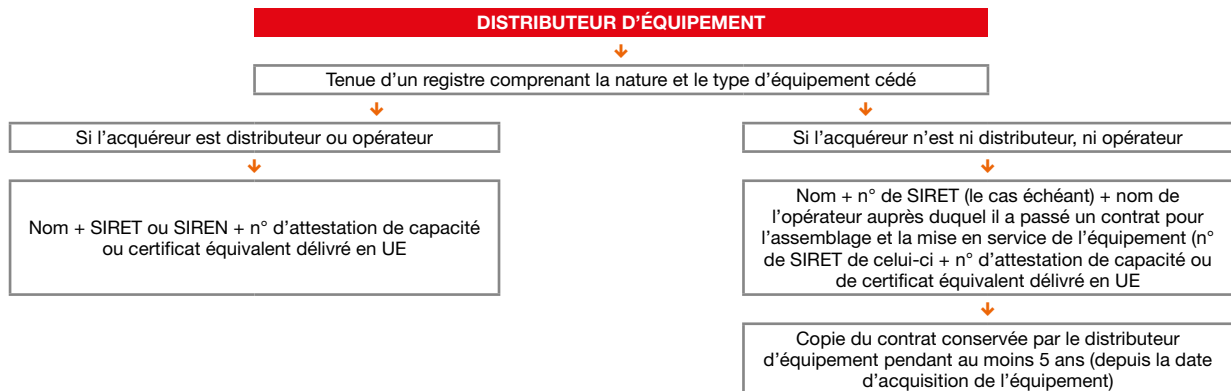 DISTRIBUTEUR D'ÉQUIPEMENT
Tenue d'un registre comprenant la nature et le type d'équipement cédé
Si l'acquéreur est distributeur ou opérateur
Nom + SIRET ou SIREN + n° d'attestation de capacité
ou certificat équivalent délivré en UE
Si l'acquéreur n'est ni distributeur, ni opérateur
Nom + n° de SIRET (le cas échéant) + nom de
l'opérateur auprès duquel il a passé un contrat pour
l'assemblage et la mise en service de l'équipement (n°
de SIRET de celui-ci + n° d'attestation de capacité ou
de certificat équivalent délivré en UE
Copie du contrat conservée par le distributeur
d'équipement pendant au moins 5 ans (depuis la date
d'acquisition de l'équipement)